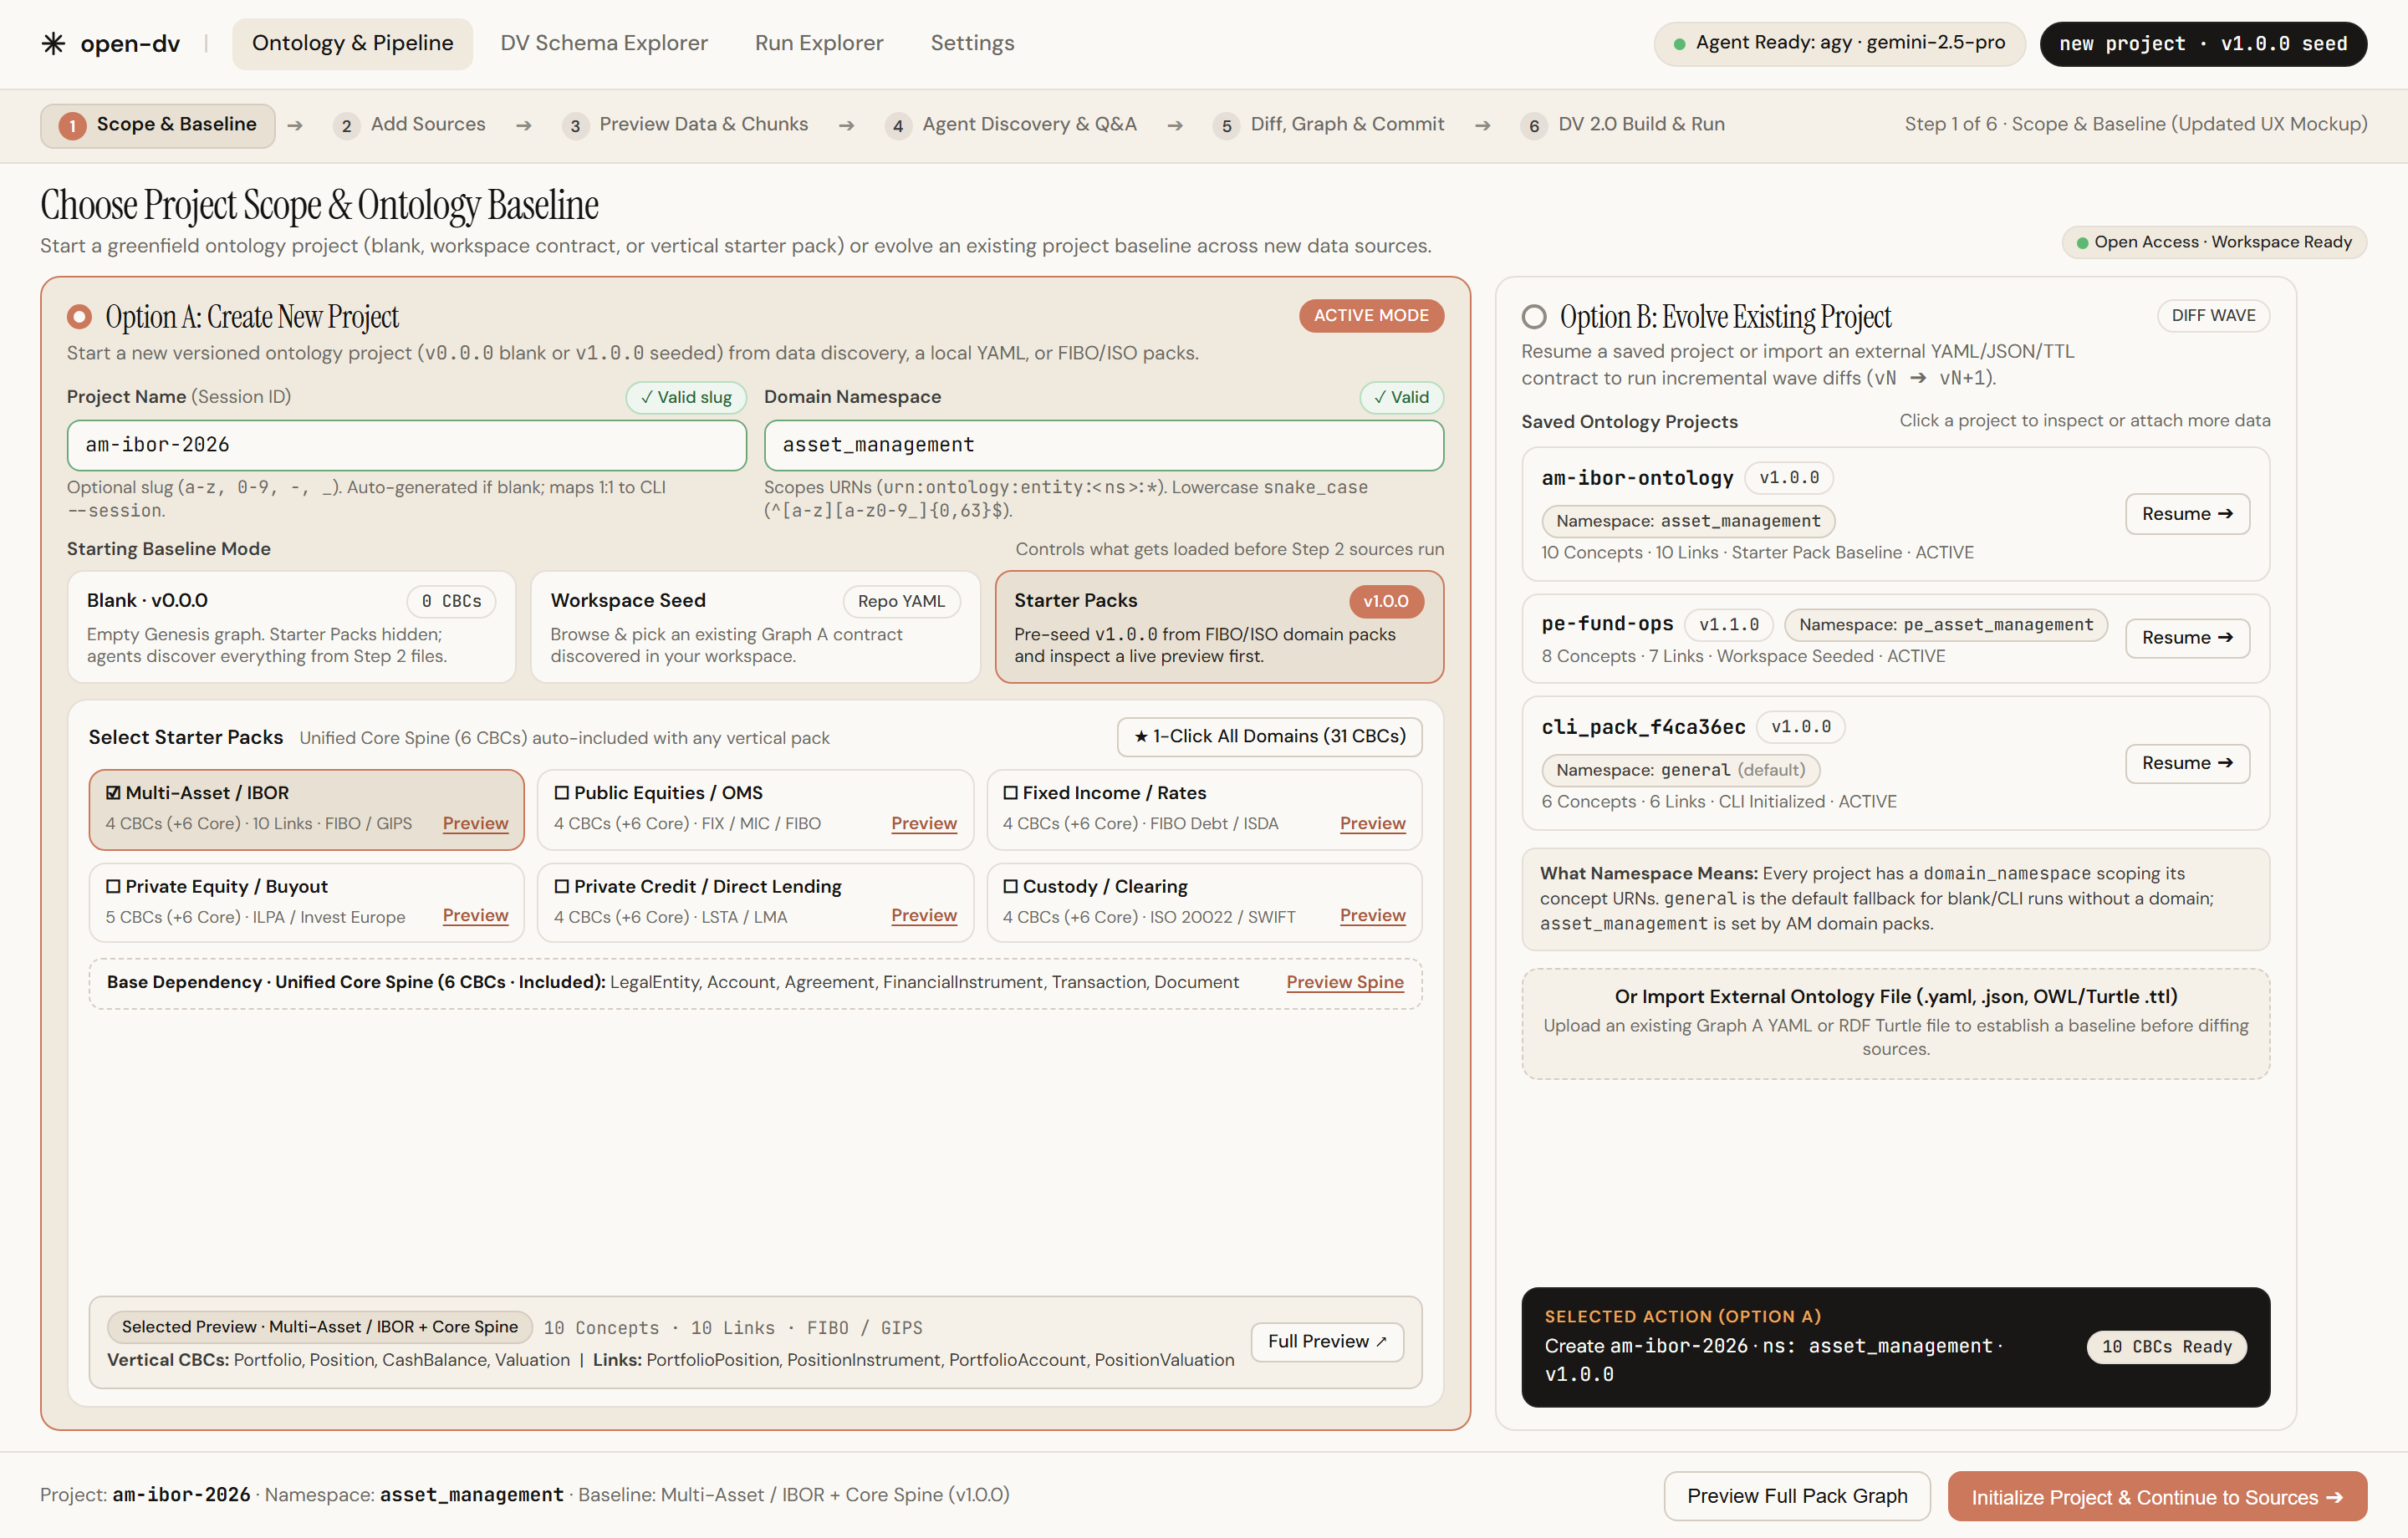 open-dv
Ontology & Pipeline
DV Schema Explorer
Run Explorer
Settings
Agent Ready: agy · gemini-2.5-pro
new project · v1.0.0 seed
1 Scope & Baseline →
2 Add Sources →
3 Preview Data & Chunks →
4 Agent Discovery & Q&A →
5 Diff, Graph & Commit →
6 DV 2.0 Build & Run
Step 1 of 6 · Scope & Baseline (Updated UX Mockup)
Choose Project Scope & Ontology Baseline
Start a greenfield ontology project (blank, workspace contract, or vertical starter pack) or evolve an existing project baseline across new data sources.
Open Access · Workspace Ready
Option A: Create New Project
ACTIVE MODE
Start a new versioned ontology project (v0.0.0 blank or v1.0.0 seeded) from data discovery, a local YAML, or FIBO/ISO packs.
Project Name (Session ID)
✓ Valid slug
am-ibor-2026
Optional slug (a-z, 0-9, -, _). Auto-generated if blank; maps 1:1 to CLI
--session.
Domain Namespace
✓ Valid
asset_management
Scopes URNs (urn:ontology:entity:<ns>:*). Lowercase snake_case
(^[a-z][a-z0-9_]{0,63}$).
Starting Baseline Mode
Controls what gets loaded before Step 2 sources run
Blank · v0.0.0
0 CBCs
Empty Genesis graph. Starter Packs hidden;
agents discover everything from Step 2 files.
Workspace Seed
Repo YAML
Browse & pick an existing Graph A contract
discovered in your workspace.
Starter Packs
v1.0.0
Pre-seed v1.0.0 from FIBO/ISO domain packs
and inspect a live preview first.
Select Starter Packs
Unified Core Spine (6 CBCs) auto-included with any vertical pack
★ 1-Click All Domains (31 CBCs)
☑ Multi-Asset / IBOR
4 CBCs (+6 Core) · 10 Links · FIBO / GIPS
Preview
☐ Public Equities / OMS
4 CBCs (+6 Core) · FIX / MIC / FIBO
Preview
☐ Fixed Income / Rates
4 CBCs (+6 Core) · FIBO Debt / ISDA
Preview
☐ Private Equity / Buyout
5 CBCs (+6 Core) · ILPA / Invest Europe
Preview
☐ Private Credit / Direct Lending
4 CBCs (+6 Core) · LSTA / LMA
Preview
☐ Custody / Clearing
4 CBCs (+6 Core) · ISO 20022 / SWIFT
Preview
Base Dependency · Unified Core Spine (6 CBCs · Included): LegalEntity, Account, Agreement, FinancialInstrument, Transaction, Document
Preview Spine
Selected Preview · Multi-Asset / IBOR + Core Spine
10 Concepts · 10 Links · FIBO / GIPS
Vertical CBCs: Portfolio, Position, CashBalance, Valuation | Links: PortfolioPosition, PositionInstrument, PortfolioAccount, PositionValuation
Full Preview ↗
Option B: Evolve Existing Project
DIFF WAVE
Resume a saved project or import an external YAML/JSON/TTL
contract to run incremental wave diffs (vN → vN+1).
Saved Ontology Projects
Click a project to inspect or attach more data
am-ibor-ontology
v1.0.0
Namespace: asset_management
10 Concepts · 10 Links · Starter Pack Baseline · ACTIVE
Resume →
pe-fund-ops
v1.1.0
Namespace: pe_asset_management
8 Concepts · 7 Links · Workspace Seeded · ACTIVE
Resume →
cli_pack_f4ca36ec
v1.0.0
Namespace: general (default)
6 Concepts · 6 Links · CLI Initialized · ACTIVE
Resume →
What Namespace Means: Every project has a domain_namespace scoping its
concept URNs. general is the default fallback for blank/CLI runs without a domain;
asset_management is set by AM domain packs.
Or Import External Ontology File (.yaml, .json, OWL/Turtle .ttl)
Upload an existing Graph A YAML or RDF Turtle file to establish a baseline before diffing
sources.
SELECTED ACTION (OPTION A)
Create am-ibor-2026 · ns: asset_management ·
v1.0.0
10 CBCs Ready
Project: am-ibor-2026 · Namespace: asset_management · Baseline: Multi-Asset / IBOR + Core Spine (v1.0.0)
Preview Full Pack Graph
Initialize Project & Continue to Sources →